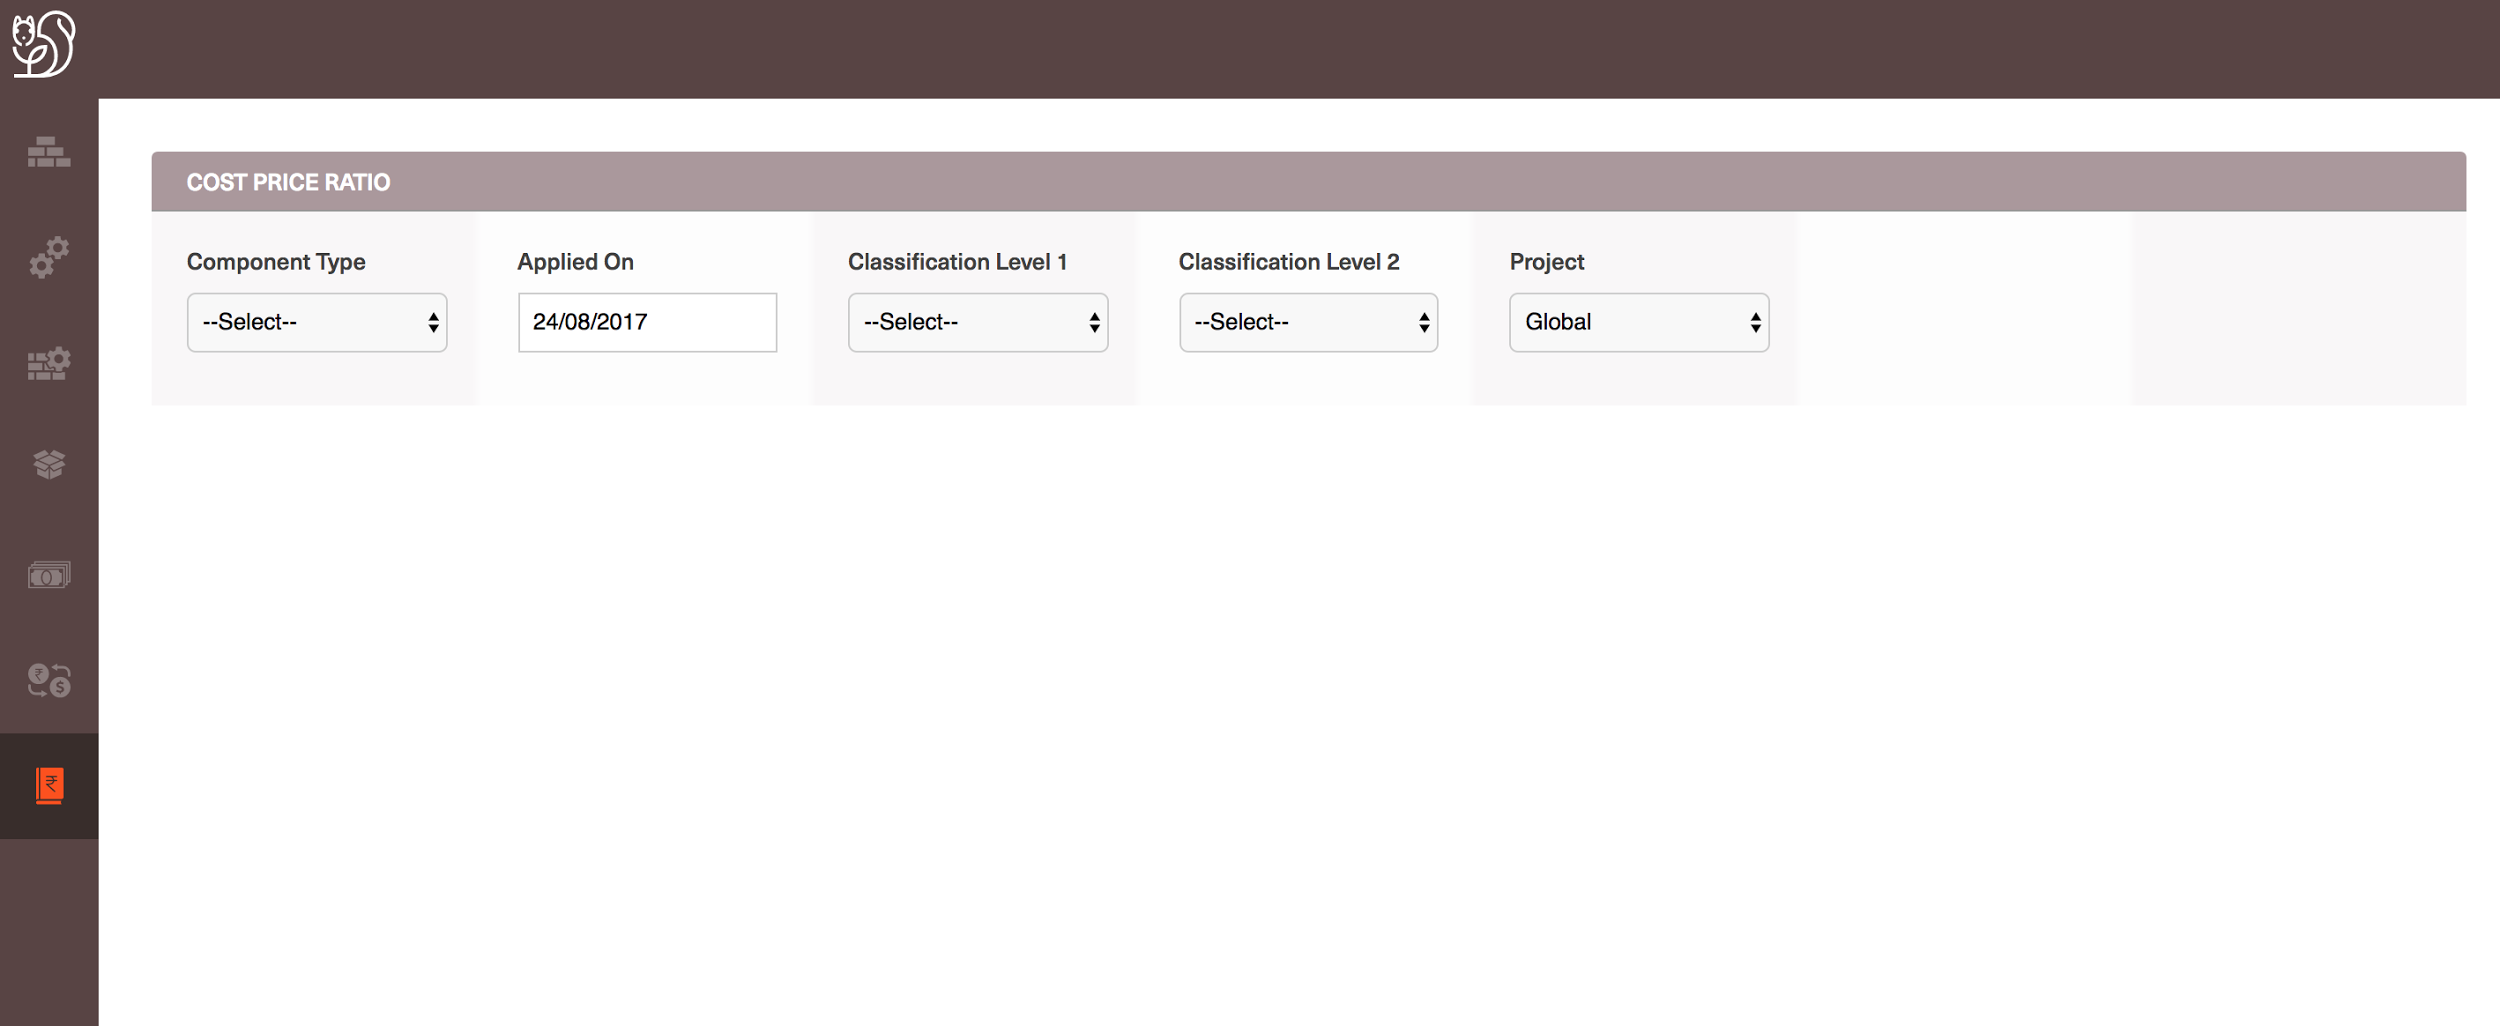 COST PRICE RATIO
Component Type Applied On Classification Level 1 Classification Level 2 Project
--Select-- 24/08/2017 --Select-- --Select-- Global
₹
$
₹